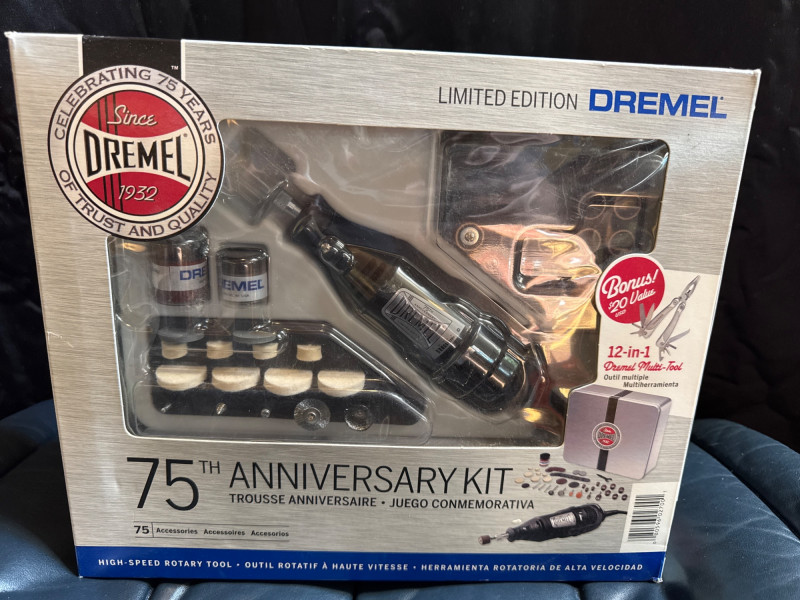 CELEBRATING 75 YEARS
OF TRUST AND QUALITY
Since
DREMEL
1932
™
LIMITED EDITION DREMEL
DREMEL
DREMEL
Bonus!
$20 Value
12-in-1
Dremel Multi-Tool
Outil multiple
Multiherramienta
75TH ANNIVERSARY KIT
TROUSSE ANNIVERSAIRE • JUEGO CONMEMORATIVA
75 Accessories Accessoires Accesorios
HIGH-SPEED ROTARY TOOL • OUTIL ROTATIF À HAUTE VITESSE • HERRAMIENTA ROTATORIA DE ALTA VELOCIDAD